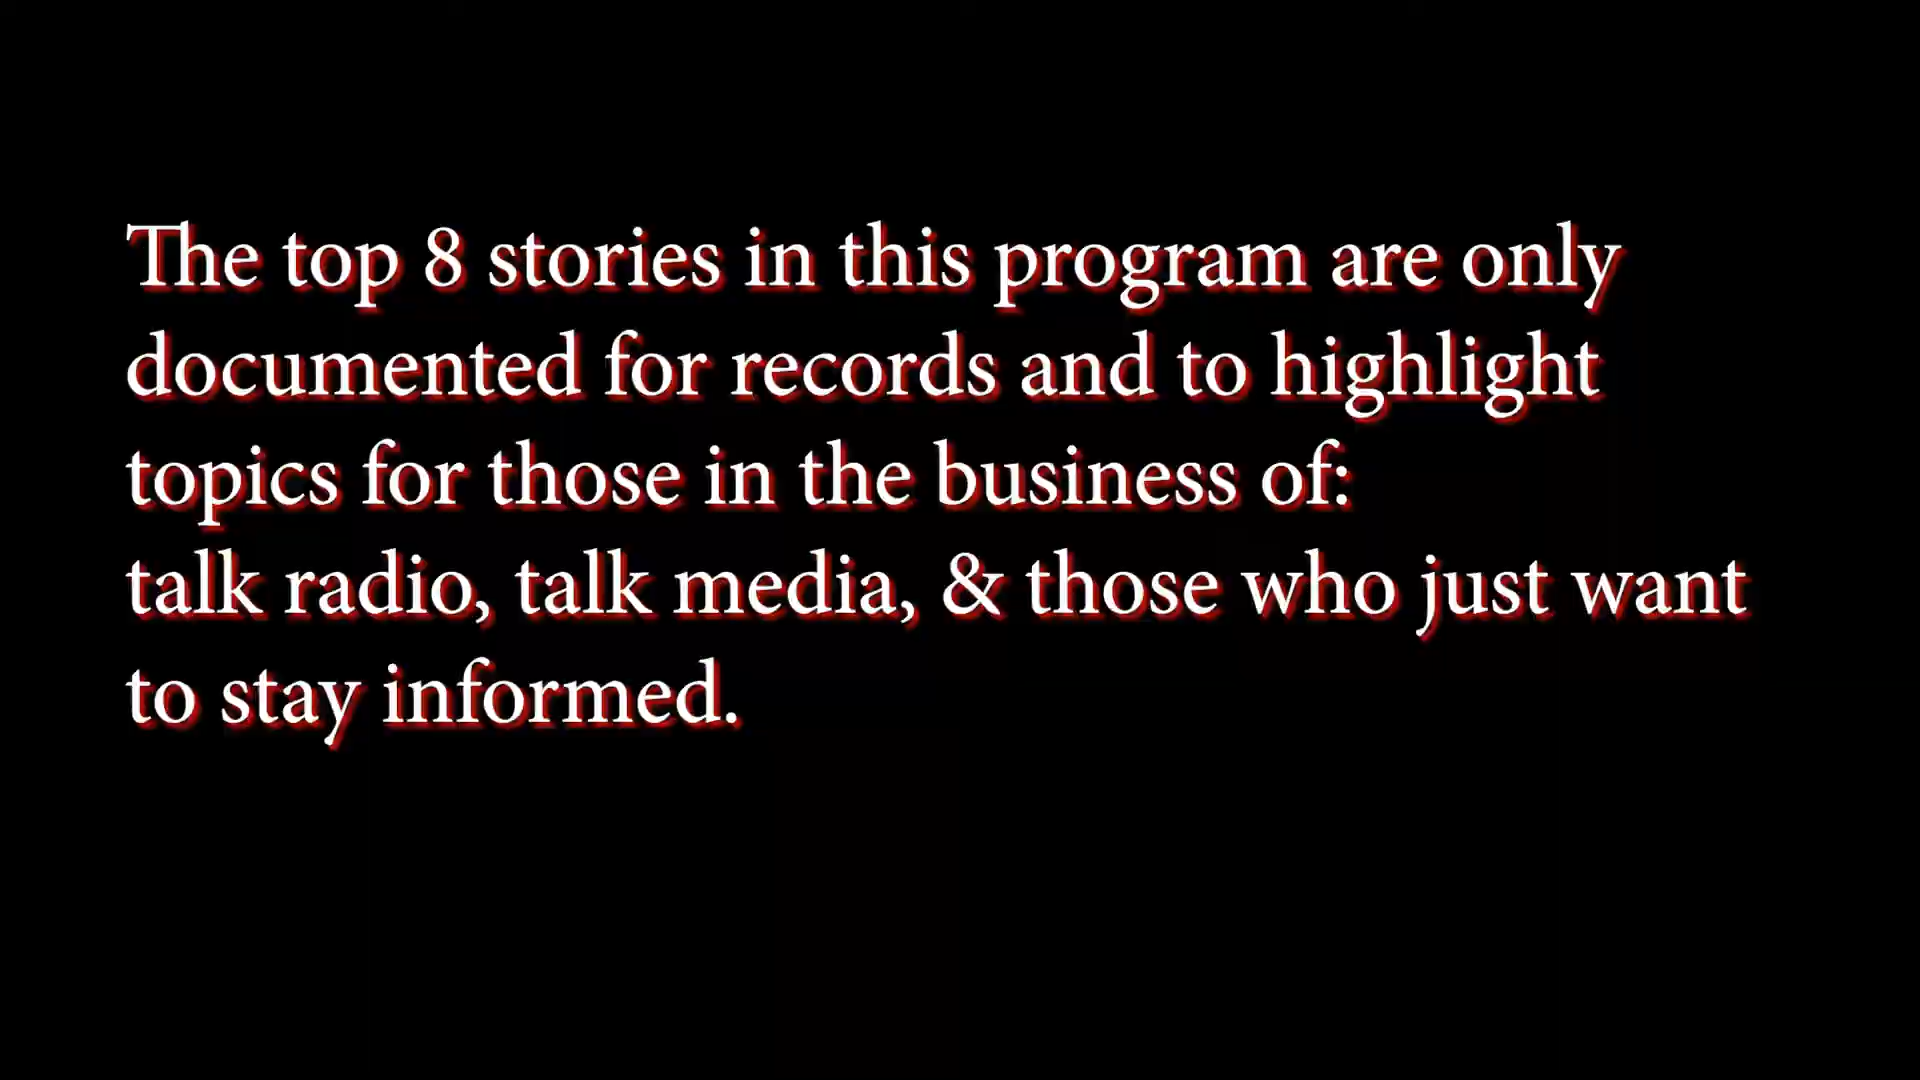 The top 8 stories in this program are only
documented for records and to highlight
topics for those in the business of:
talk radio, talk media, & those who just want
to stay informed.